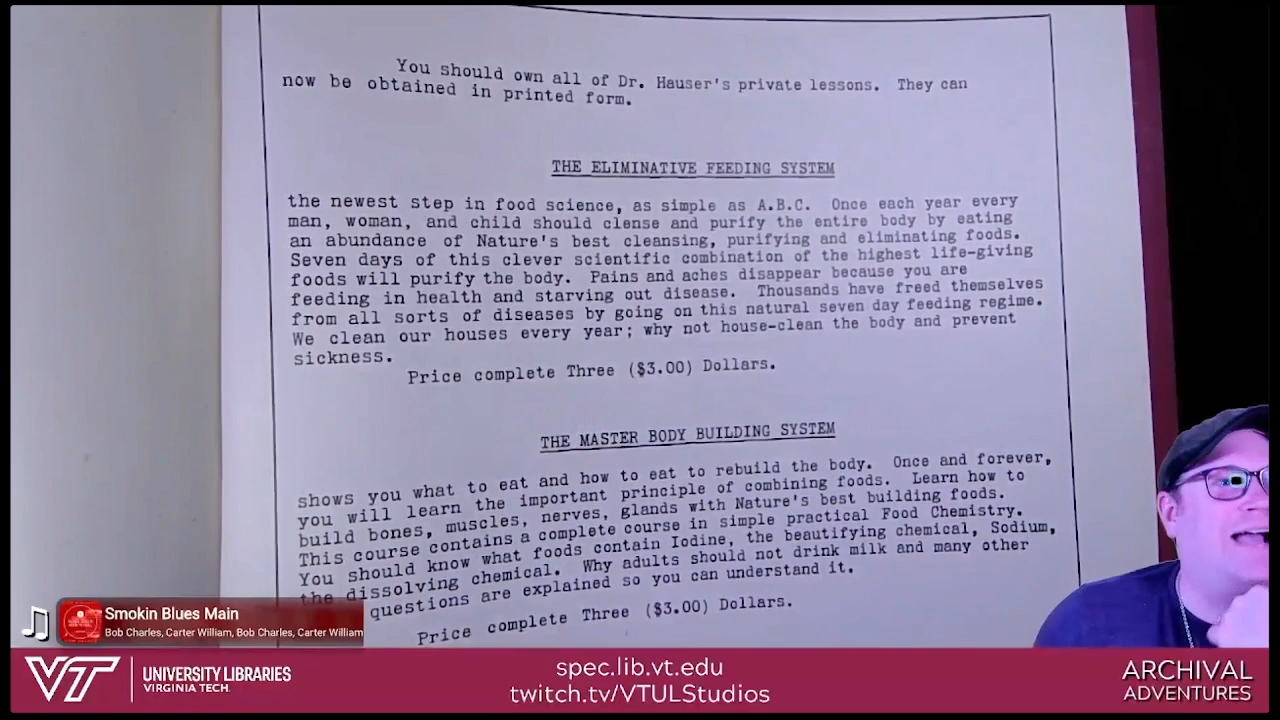 You should own all of Dr. Hauser's private lessons. They can
now be obtained in printed form.
THE ELIMINATIVE FEEDING SYSTEM
the newest step in food science, as simple as A.B.C. Once each year every
man, woman, and child should clense and purify the entire body by eating
an abundance of Nature's best cleansing, purifying and eliminating foods.
Seven days of this clever scientific combination of the highest life-giving
foods will purify the body. Pains and aches disappear because you are
feeding in health and starving out disease. Thousands have freed themselves
from all sorts of diseases by going on this natural seven day feeding regime.
We clean our houses every year; why not house-clean the body and prevent
sickness.
Price complete Three ($3.00) Dollars.
THE MASTER BODY BUILDING SYSTEM
shows you what to eat and how to eat to rebuild the body. Once and forever,
you will learn the important principle of combining foods. Learn how to
build bones, muscles, nerves, glands with Nature's best building foods.
This course contains a complete course in simple practical Food Chemistry.
You should know what foods contain Iodine, the beautifying chemical, Sodium,
the dissolving chemical. Why adults should not drink milk and many other
questions are explained so you can understand it.
Price complete Three ($3.00) Dollars.
Smokin Blues Main
Bob Charles, Carter William, Bob Charles, Carter William
VT
UNIVERSITY LIBRARIES
VIRGINIA TECH.
spec.lib.vt.edu
twitch.tv/VTULStudios
ARCHIVAL
ADVENTURES